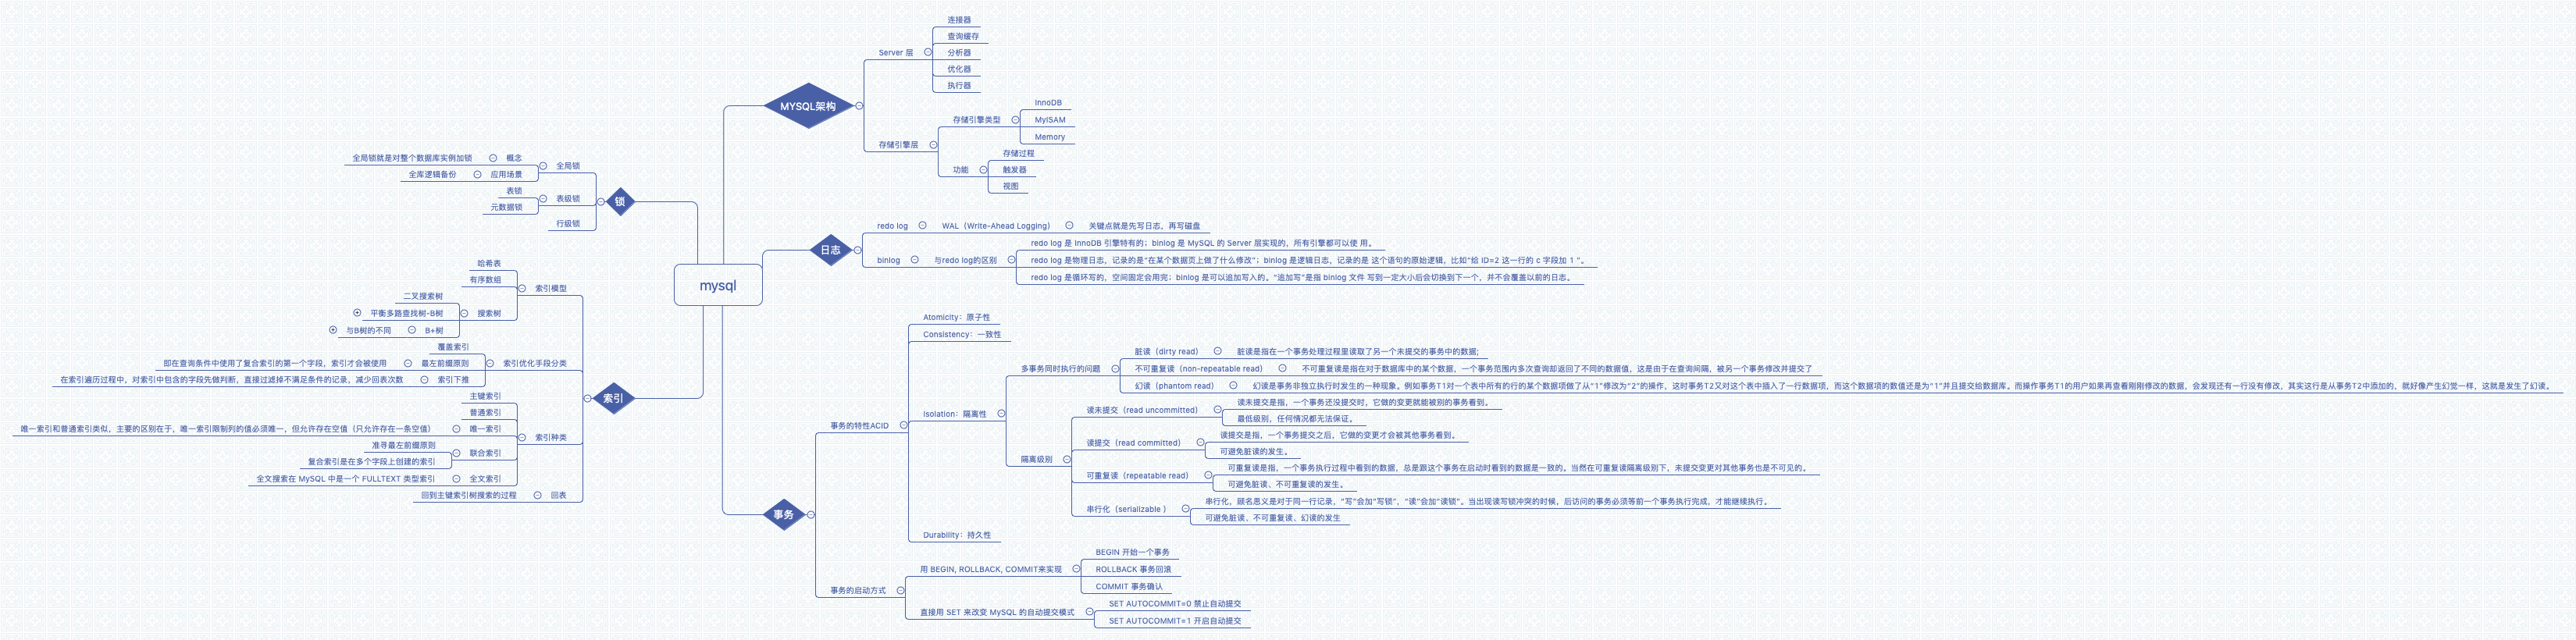 mysql
MYSQL架构
Server 层
连接器
查询缓存
分析器
优化器
执行器
存储引擎层
存储引擎类型
InnoDB
MyISAM
Memory
功能
存储过程
触发器
视图
日志
redo log
WAL（Write-Ahead Logging）
关键点就是先写日志，再写磁盘
binlog
与redo log的区别
redo log 是 InnoDB 引擎特有的；binlog 是 MySQL 的 Server 层实现的，所有引擎都可以使 用。
redo log 是物理日志，记录的是“在某个数据页上做了什么修改”；binlog 是逻辑日志，记录的是 这个语句的原始逻辑，比如“给 ID=2 这一行的 c 字段加 1 ”。
redo log 是循环写的，空间固定会用完；binlog 是可以追加写入的。“追加写”是指 binlog 文件 写到一定大小后会切换到下一个，并不会覆盖以前的日志。
事务
事务的特性ACID
Atomicity：原子性
Consistency：一致性
Isolation：隔离性
多事务同时执行的问题
脏读（dirty read）
脏读是指在一个事务处理过程里读取了另一个未提交的事务中的数据;
不可重复读（non-repeatable read）
不可重复读是指在对于数据库中的某个数据，一个事务范围内多次查询却返回了不同的数据值，这是由于在查询间隔，被另一个事务修改并提交了
幻读（phantom read）
幻读是事务非独立执行时发生的一种现象。例如事务T1对一个表中所有的行的某个数据项做了从“1”修改为“2”的操作，这时事务T2又对这个表中插入了一行数据项，而这个数据项的数值还是为“1”并且提交给数据库。而操作事务T1的用户如果再查看刚刚修改的数据，会发现还有一行没有修改，其实这行是从事务T2中添加的，就好像产生幻觉一样，这就是发生了幻读。
隔离级别
读未提交（read uncommitted）
读未提交是指，一个事务还没提交时，它做的变更就能被别的事务看到。
最低级别，任何情况都无法保证。
读提交（read committed）
读提交是指，一个事务提交之后，它做的变更才会被其他事务看到。
可避免脏读的发生。
可重复读（repeatable read）
可重复读是指，一个事务执行过程中看到的数据，总是跟这个事务在启动时看到的数据是一致的。当然在可重复读隔离级别下，未提交变更对其他事务也是不可见的。
可避免脏读、不可重复读的发生。
串行化（serializable ）
串行化，顾名思义是对于同一行记录，“写”会加“写锁”，“读”会加“读锁”。当出现读写锁冲突的时候，后访问的事务必须等前一个事务执行完成，才能继续执行。
可避免脏读、不可重复读、幻读的发生
Durability：持久性
事务的启动方式
用 BEGIN, ROLLBACK, COMMIT来实现
BEGIN 开始一个事务
ROLLBACK 事务回滚
COMMIT 事务确认
直接用 SET 来改变 MySQL 的自动提交模式
SET AUTOCOMMIT=0 禁止自动提交
SET AUTOCOMMIT=1 开启自动提交
锁
全局锁
概念
全局锁就是对整个数据库实例加锁
应用场景
全库逻辑备份
表级锁
表锁
元数据锁
行级锁
索引
索引模型
哈希表
有序数组
搜索树
二叉搜索树
平衡多路查找树-B树
B+树
与B树的不同
索引优化手段分类
覆盖索引
最左前缀原则
即在查询条件中使用了复合索引的第一个字段，索引才会被使用
索引下推
在索引遍历过程中，对索引中包含的字段先做判断，直接过滤掉不满足条件的记录，减少回表次数
索引种类
主键索引
普通索引
唯一索引
唯一索引和普通索引类似，主要的区别在于，唯一索引限制列的值必须唯一，但允许存在空值（只允许存在一条空值）
联合索引
准寻最左前缀原则
复合索引是在多个字段上创建的索引
全文索引
全文搜索在 MySQL 中是一个 FULLTEXT 类型索引
回表
回到主键索引树搜索的过程